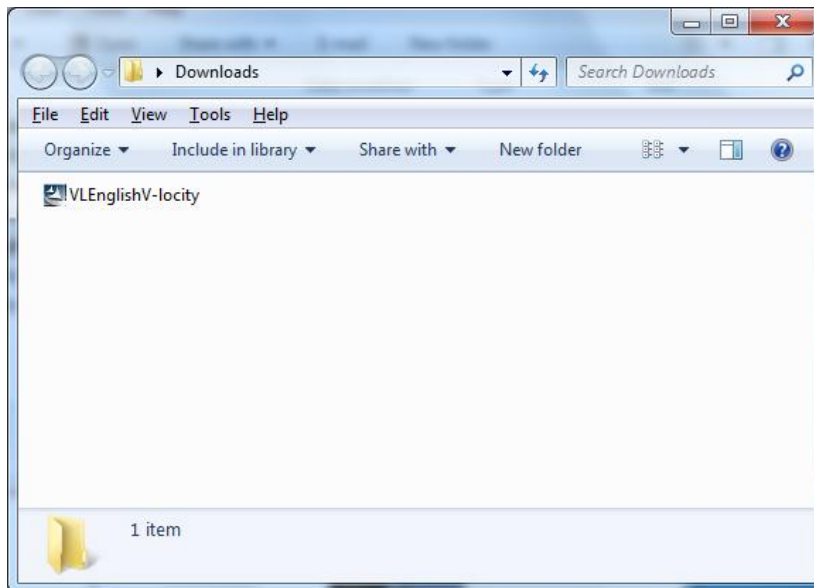 Downloads
Search Downloads
File Edit View Tools Help
Organize Include in library Share with New folder
VLEnglishV-locity
1 item